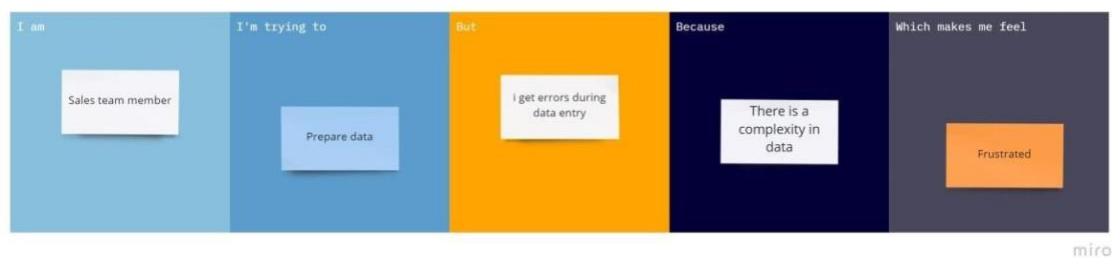 I am
I'm trying to
But
Because
Which makes me feel
Sales team member
Prepare data
i get errors during
data entry
There is a
complexity in
data
Frustrated
miro